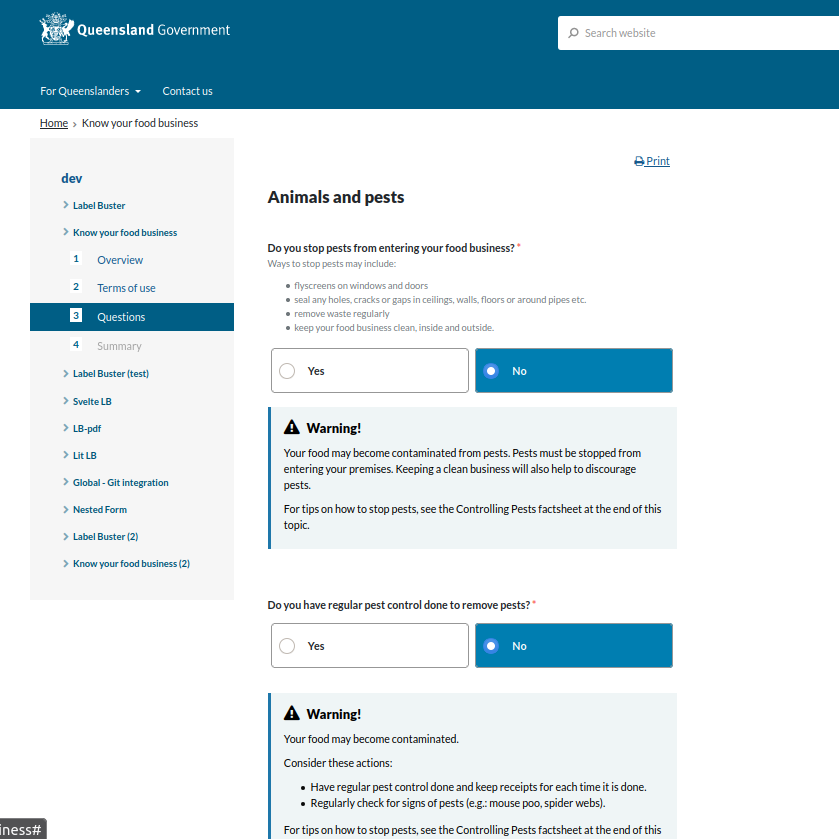 Queensland Government
Search website
For Queenslanders
Contact us
Home > Know your food business
dev
Label Buster
Know your food business
1 Overview
2 Terms of use
3 Questions
4 Summary
Label Buster (test)
Svelte LB
LB-pdf
Lit LB
Global - Git integration
Nested Form
Label Buster (2)
Know your food business (2)
Print
Animals and pests
Do you stop pests from entering your food business? *
Ways to stop pests may include:
• flyscreens on windows and doors
• seal any holes, cracks or gaps in ceilings, walls, floors or around pipes etc.
• remove waste regularly
• keep your food business clean, inside and outside.
Yes
No
Warning!
Your food may become contaminated from pests. Pests must be stopped from
entering your premises. Keeping a clean business will also help to discourage
pests.
For tips on how to stop pests, see the Controlling Pests factsheet at the end of this
topic.
Do you have regular pest control done to remove pests? *
Yes
No
Warning!
Your food may become contaminated.
Consider these actions:
• Have regular pest control done and keep receipts for each time it is done.
• Regularly check for signs of pests (e.g.: mouse poo, spider webs).
For tips on how to stop pests, see the Controlling Pests factsheet at the end of this
iness#